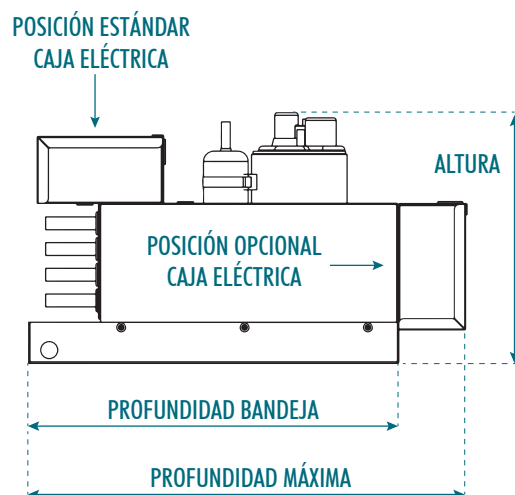 POSICIÓN ESTÁNDAR
CAJA ELÉCTRICA
ALTURA
POSICIÓN OPCIONAL
CAJA ELÉCTRICA
PROFUNDIDAD BANDEJA
PROFUNDIDAD MÁXIMA